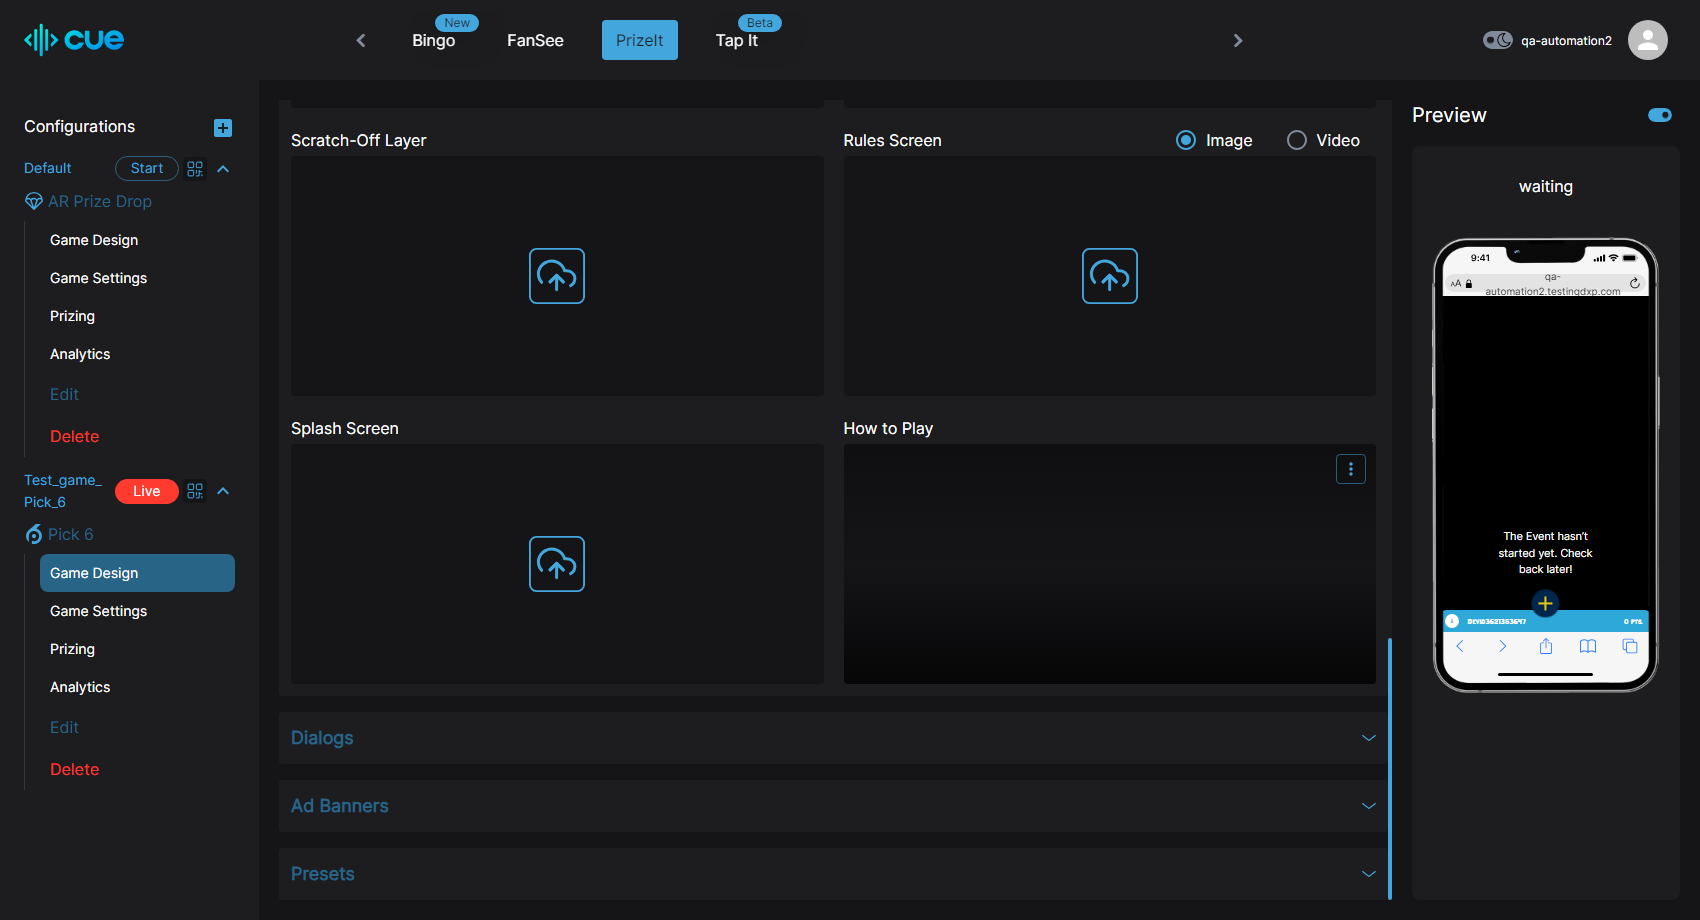 cue
New
Bingo
FanSee
PrizeIt
Beta
Tap It
qa-automation2
Configurations
Default
Start
AR Prize Drop
Game Design
Game Settings
Prizing
Analytics
Edit
Delete
Test_game_
Pick_6
Live
Pick 6
Game Design
Game Settings
Prizing
Analytics
Edit
Delete
Scratch-Off Layer
Rules Screen
Image
Video
Splash Screen
How to Play
Dialogs
Ad Banners
Presets
Preview
waiting
9:41
AA
qa-
automation2.testingdxp.com
The Event hasn't
started yet. Check
back later!
0 PTS.